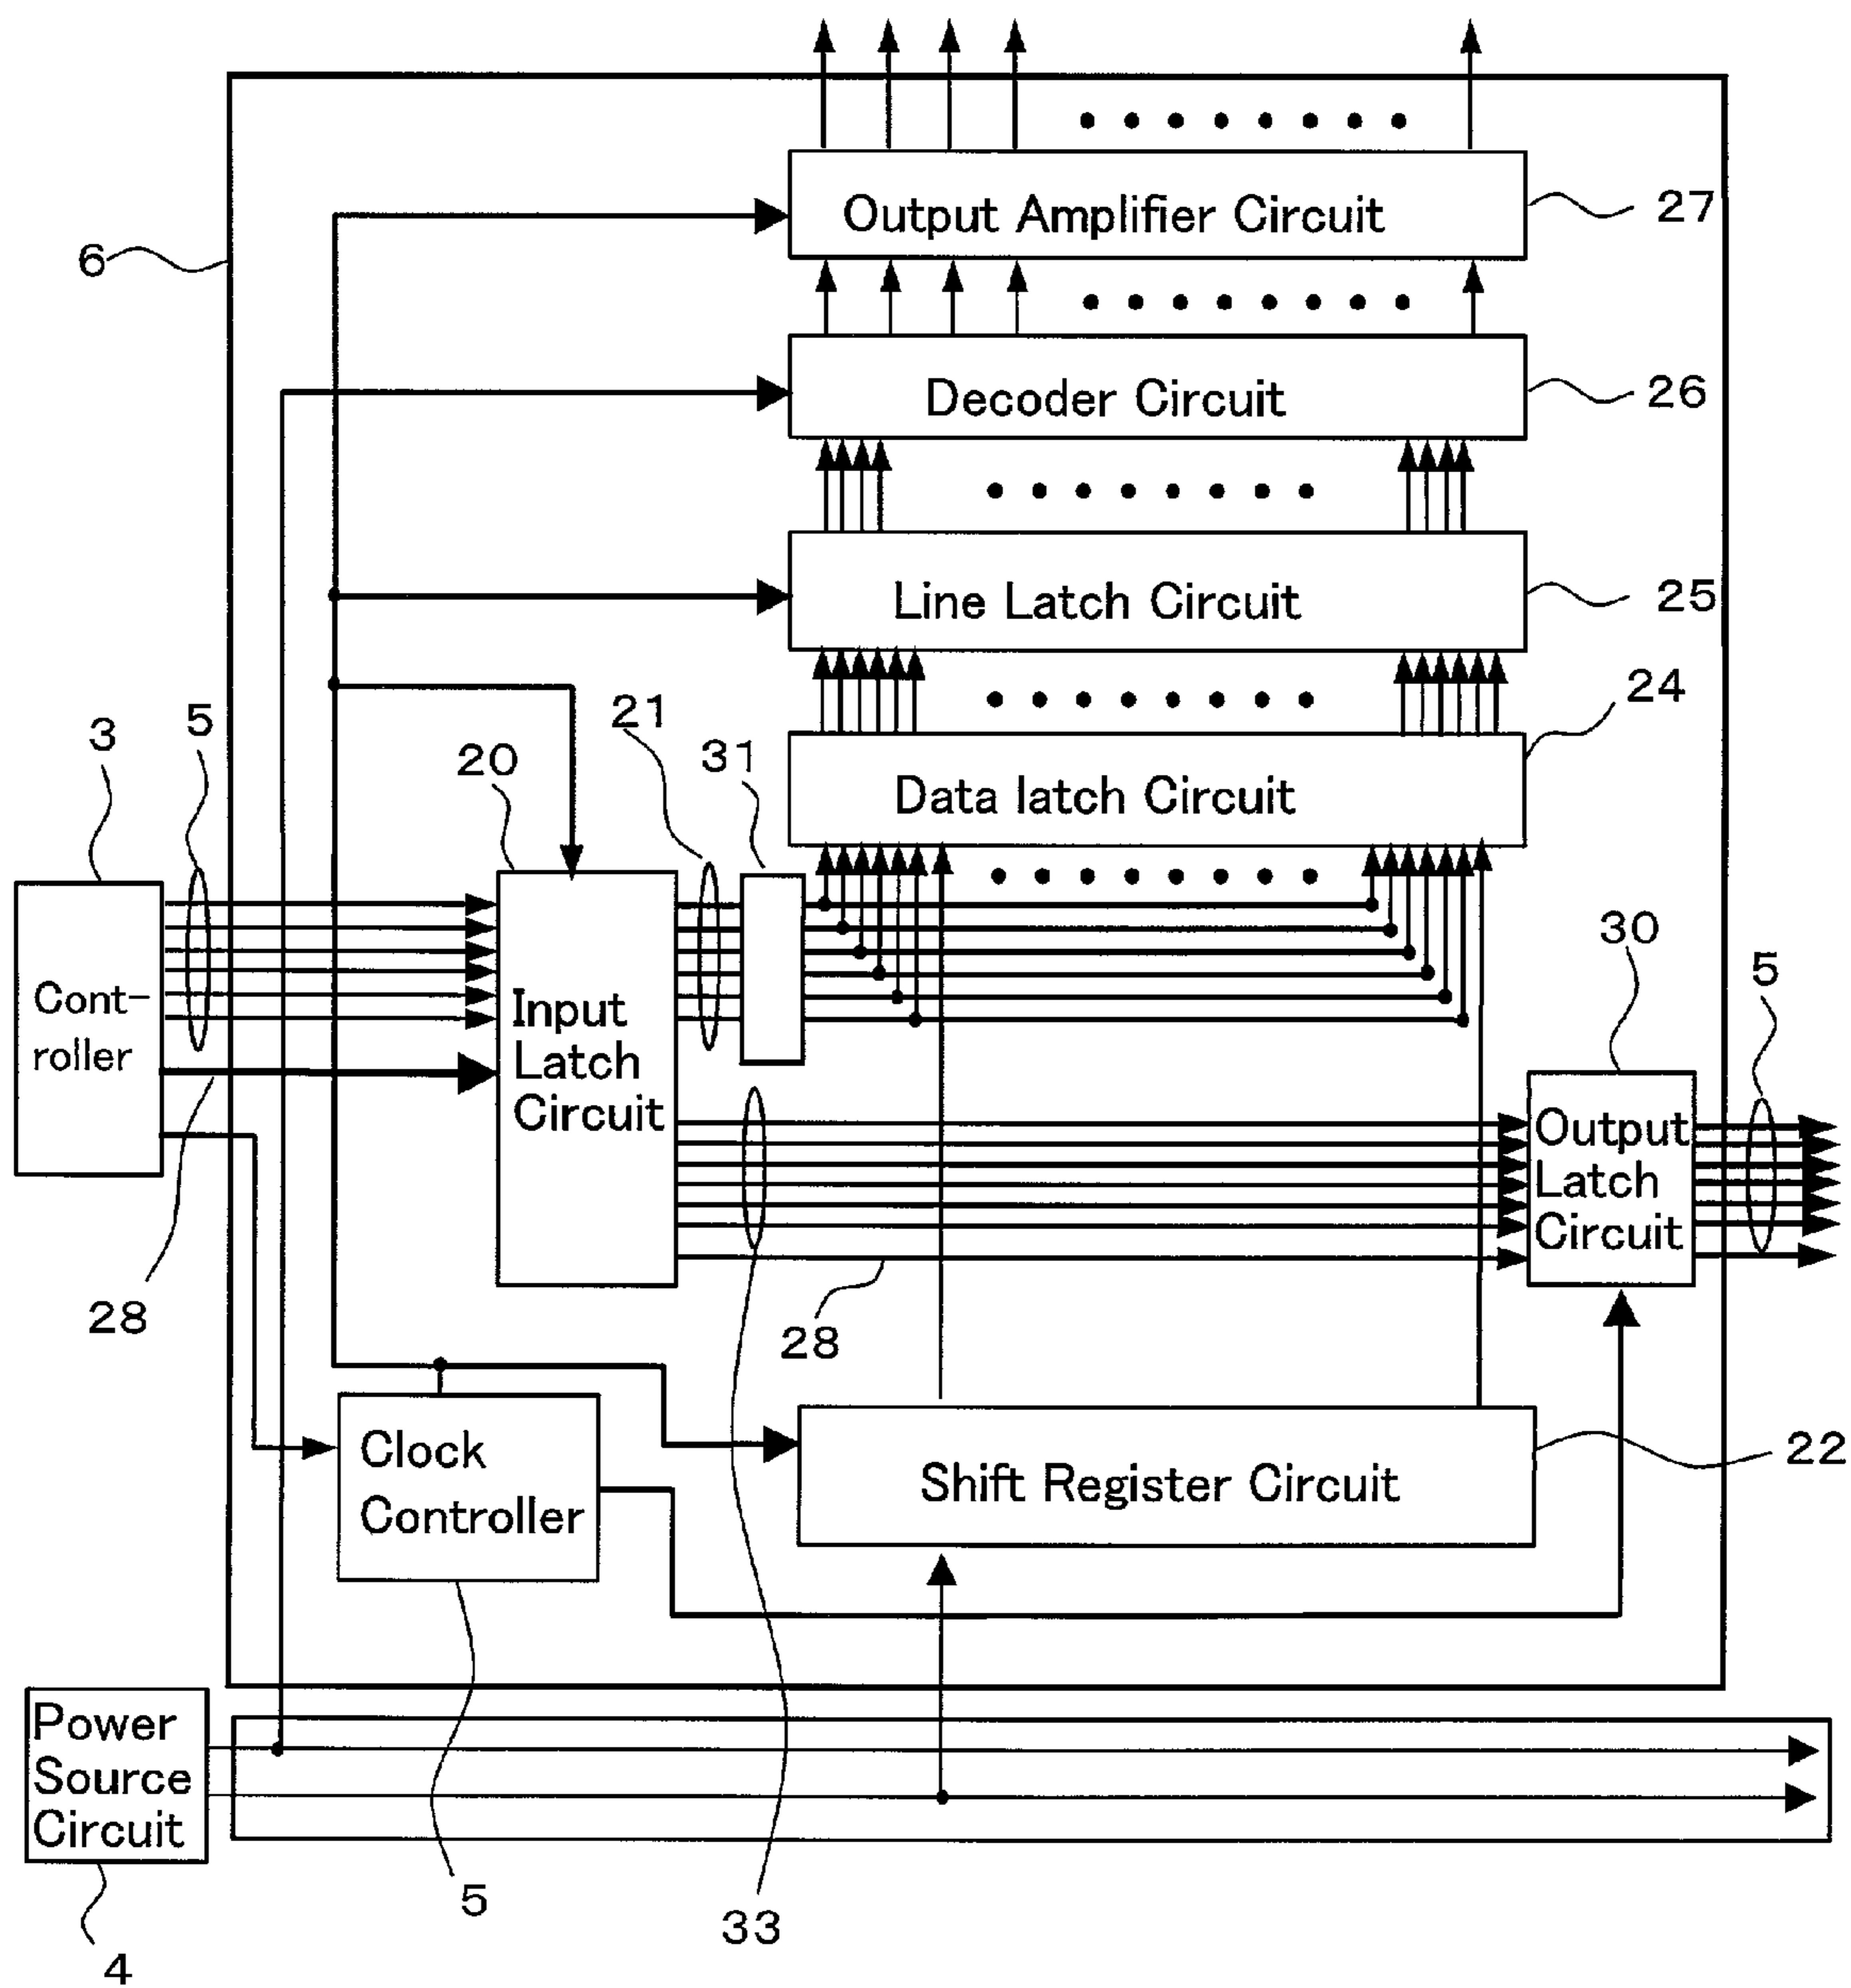 Output Amplifier Circuit
27
6
Decoder Circuit
26
Line Latch Circuit
25
24
21
5
3
31
20
Data latch Circuit
30
5
Cont-
roller
Input
Latch
Circuit
Output
Latch
Circuit
28
28
Clock
Controller
Shift Register Circuit
22
Power
Source
Circuit
5
33
4